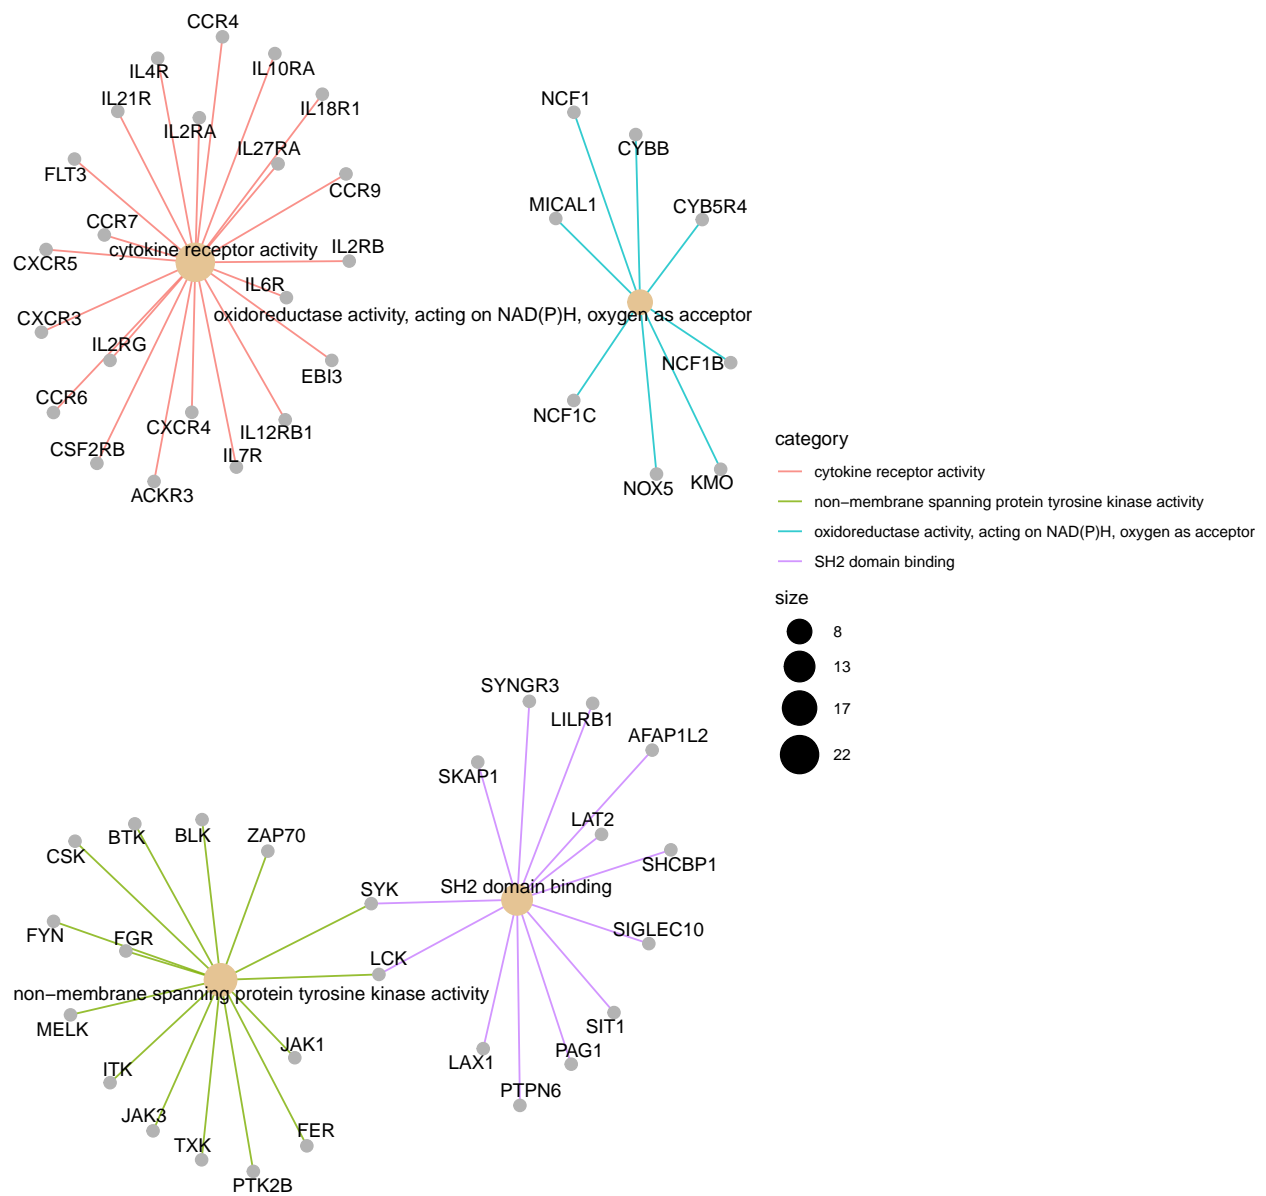 CCR4
IL4R
IL10RA
IL21R
IL18R1
IL2RA
IL27RA
FLT3
CCR9
CCR7
cytokine receptor activity
IL2RB
CXCR5
IL6R
CXCR3
IL2RG
EBI3
CCR6
CXCR4
IL12RB1
CSF2RB
IL7R
ACKR3
NCF1
CYBB
MICAL1
CYB5R4
oxidoreductase activity, acting on NAD(P)H, oxygen as acceptor
NCF1B
NCF1C
NOX5
KMO
category
cytokine receptor activity
non−membrane spanning protein tyrosine kinase activity
oxidoreductase activity, acting on NAD(P)H, oxygen as acceptor
SH2 domain binding
size
8
13
17
22
SYNGR3
LILRB1
AFAP1L2
SKAP1
LAT2
SHCBP1
SH2 domain binding
SIGLEC10
SIT1
PAG1
LAX1
PTPN6
BTK
BLK
ZAP70
CSK
SYK
FYN
FGR
LCK
non−membrane spanning protein tyrosine kinase activity
MELK
JAK1
ITK
JAK3
TXK
FER
PTK2B